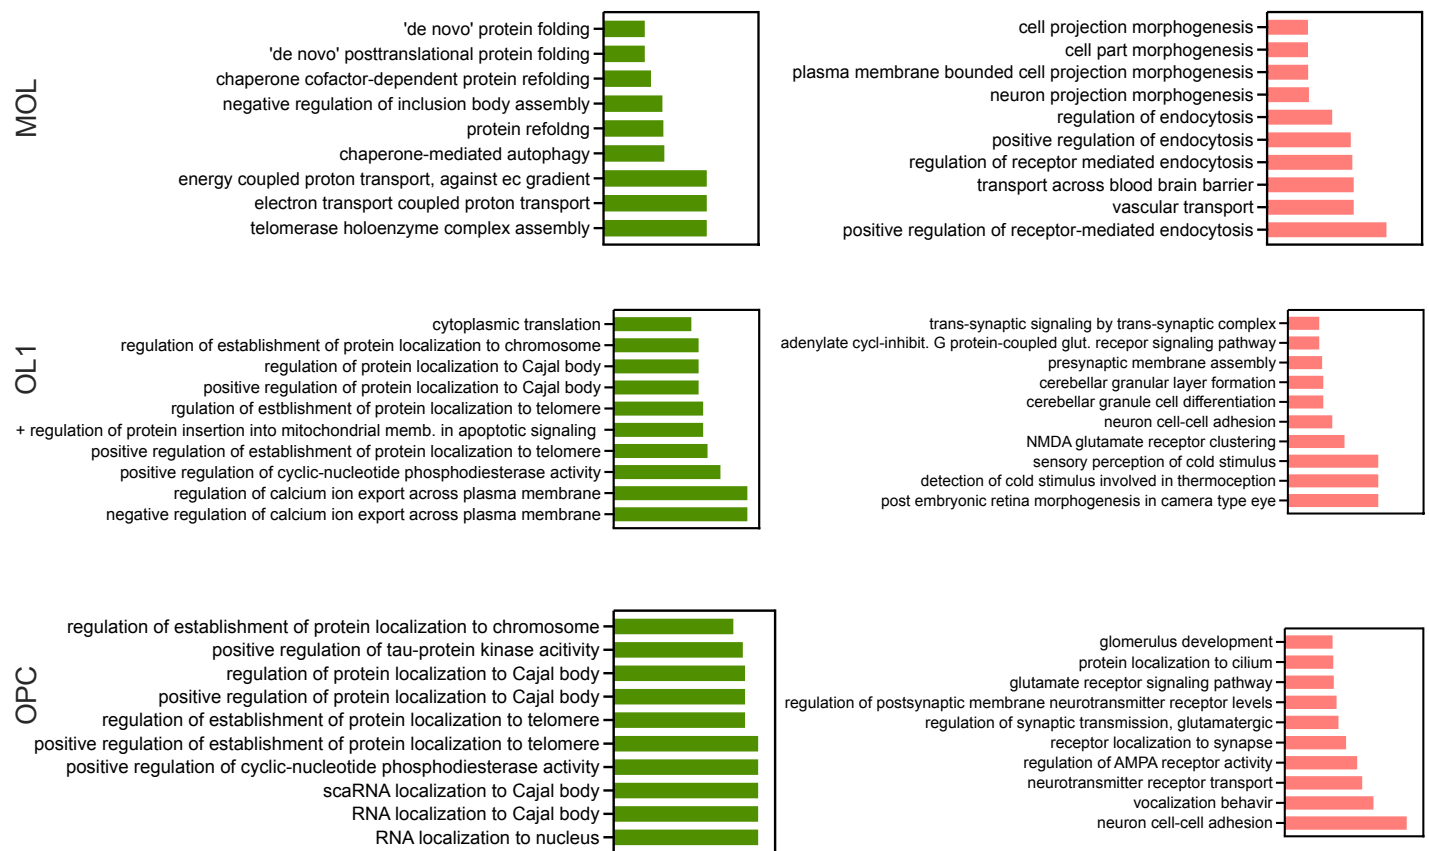 MOL
'de novo' protein folding
'de novo' posttranslational protein folding
chaperone cofactor-dependent protein refolding
negative regulation of inclusion body assembly
protein refoldng
chaperone-mediated autophagy
energy coupled proton transport, against ec gradient
electron transport coupled proton transport
telomerase holoenzyme complex assembly
cell projection morphogenesis
cell part morphogenesis
plasma membrane bounded cell projection morphogenesis
neuron projection morphogenesis
regulation of endocytosis
positive regulation of endocytosis
regulation of receptor mediated endocytosis
transport across blood brain barrier
vascular transport
positive regulation of receptor-mediated endocytosis
OL1
cytoplasmic translation
regulation of establishment of protein localization to chromosome
regulation of protein localization to Cajal body
positive regulation of protein localization to Cajal body
rgulation of estblishment of protein localization to telomere
+ regulation of protein insertion into mitochondrial memb. in apoptotic signaling
positive regulation of establishment of protein localization to telomere
positive regulation of cyclic-nucleotide phosphodiesterase activity
regulation of calcium ion export across plasma membrane
negative regulation of calcium ion export across plasma membrane
trans-synaptic signaling by trans-synaptic complex
adenylate cycl-inhibit. G protein-coupled glut. recepor signaling pathway
presynaptic membrane assembly
cerebellar granular layer formation
cerebellar granule cell differentiation
neuron cell-cell adhesion
NMDA glutamate receptor clustering
sensory perception of cold stimulus
detection of cold stimulus involved in thermoception
post embryonic retina morphogenesis in camera type eye
OPC
regulation of establishment of protein localization to chromosome
positive regulation of tau-protein kinase acitivity
regulation of protein localization to Cajal body
positive regulation of protein localization to Cajal body
regulation of establishment of protein localization to telomere
positive regulation of establishment of protein localization to telomere
positive regulation of cyclic-nucleotide phosphodiesterase activity
scaRNA localization to Cajal body
RNA localization to Cajal body
RNA localization to nucleus
glomerulus development
protein localization to cilium
glutamate receptor signaling pathway
regulation of postsynaptic membrane neurotransmitter receptor levels
regulation of synaptic transmission, glutamatergic
receptor localization to synapse
regulation of AMPA receptor activity
neurotransmitter receptor transport
vocalization behavir
neuron cell-cell adhesion